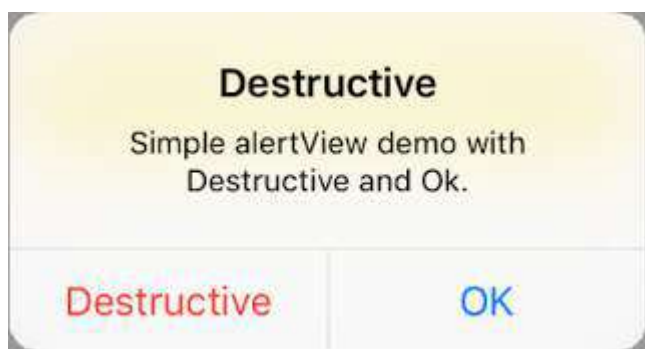 Destructive
Simple alertView demo with
Destructive and Ok.
Destructive OK